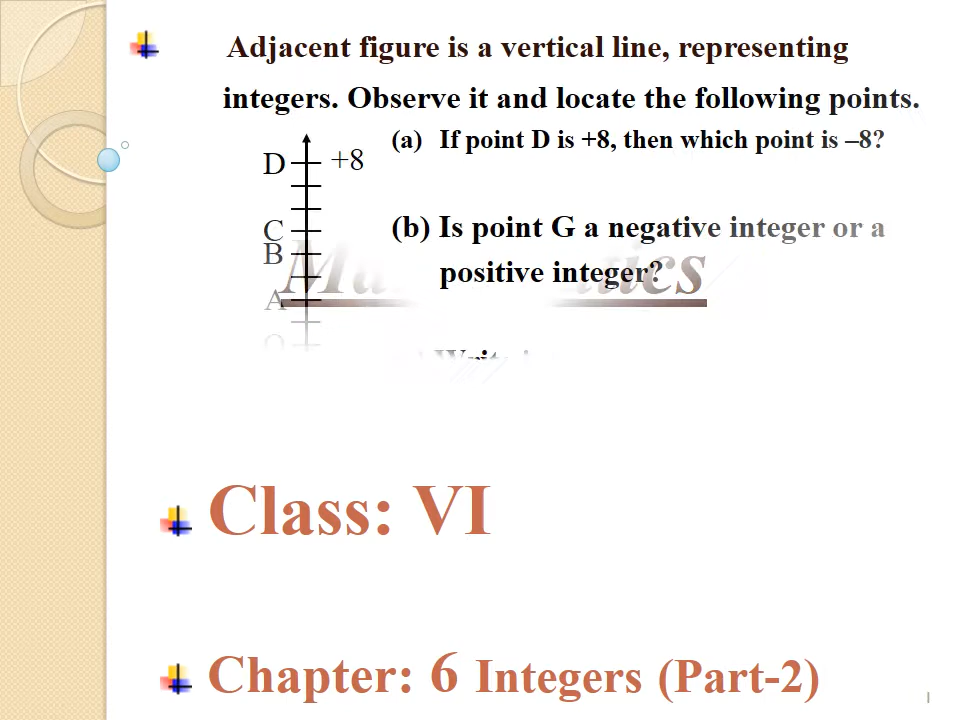 Adjacent figure is a vertical line, representing
integers. Observe it and locate the following points.
(a) If point D is +8, then which point is –8?
D +8
(b) Is point G a negative integer or a
positive integer?
C
B
A
O
Class: VI
Chapter: 6 Integers (Part-2)
1